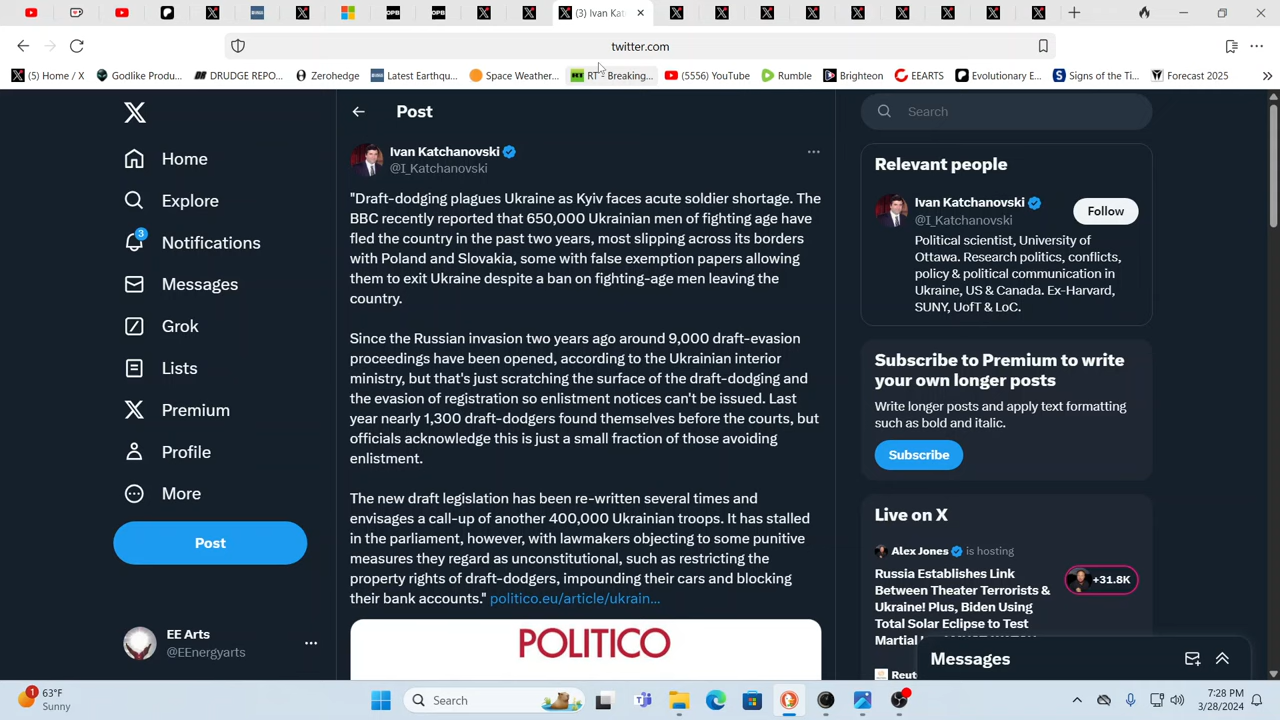 (3) Ivan Kat
twitter.com
(5) Home / X
Godlike Produc...
DRUDGE REPO...
Zerohedge
Latest Earthqu...
Space Weather...
RT - Breaking...
(5556) YouTube
Rumble
Brighteon
EEARTS
Evolutionary E...
Signs of the Ti...
Forecast 2025
Home
Explore
3
Notifications
Messages
Grok
Lists
Premium
Profile
More
Post
EE Arts
@EEnergyarts
Post
Ivan Katchanovski
@I_Katchanovski
"Draft-dodging plagues Ukraine as Kyiv faces acute soldier shortage. The
BBC recently reported that 650,000 Ukrainian men of fighting age have
fled the country in the past two years, most slipping across its borders
with Poland and Slovakia, some with false exemption papers allowing
them to exit Ukraine despite a ban on fighting-age men leaving the
country.
Since the Russian invasion two years ago around 9,000 draft-evasion
proceedings have been opened, according to the Ukrainian interior
ministry, but that's just scratching the surface of the draft-dodging and
the evasion of registration so enlistment notices can't be issued. Last
year nearly 1,300 draft-dodgers found themselves before the courts, but
officials acknowledge this is just a small fraction of those avoiding
enlistment.
The new draft legislation has been re-written several times and
envisages a call-up of another 400,000 Ukrainian troops. It has stalled
in the parliament, however, with lawmakers objecting to some punitive
measures they regard as unconstitutional, such as restricting the
property rights of draft-dodgers, impounding their cars and blocking
their bank accounts." politico.eu/article/ukrain...
POLITICO
Search
Relevant people
Ivan Katchanovski
@I_Katchanovski
Follow
Political scientist, University of
Ottawa. Research politics, conflicts,
policy & political communication in
Ukraine, US & Canada. Ex-Harvard,
SUNY, UofT & LoC.
Subscribe to Premium to write
your own longer posts
Write longer posts and apply text formatting
such as bold and italic.
Subscribe
Live on X
Alex Jones is hosting
Russia Establishes Link
Between Theater Terrorists &
Ukraine! Plus, Biden Using
Total Solar Eclipse to Test
+31.8K
Messages
1
63°F
Sunny
Search
7:28 PM
3/28/2024